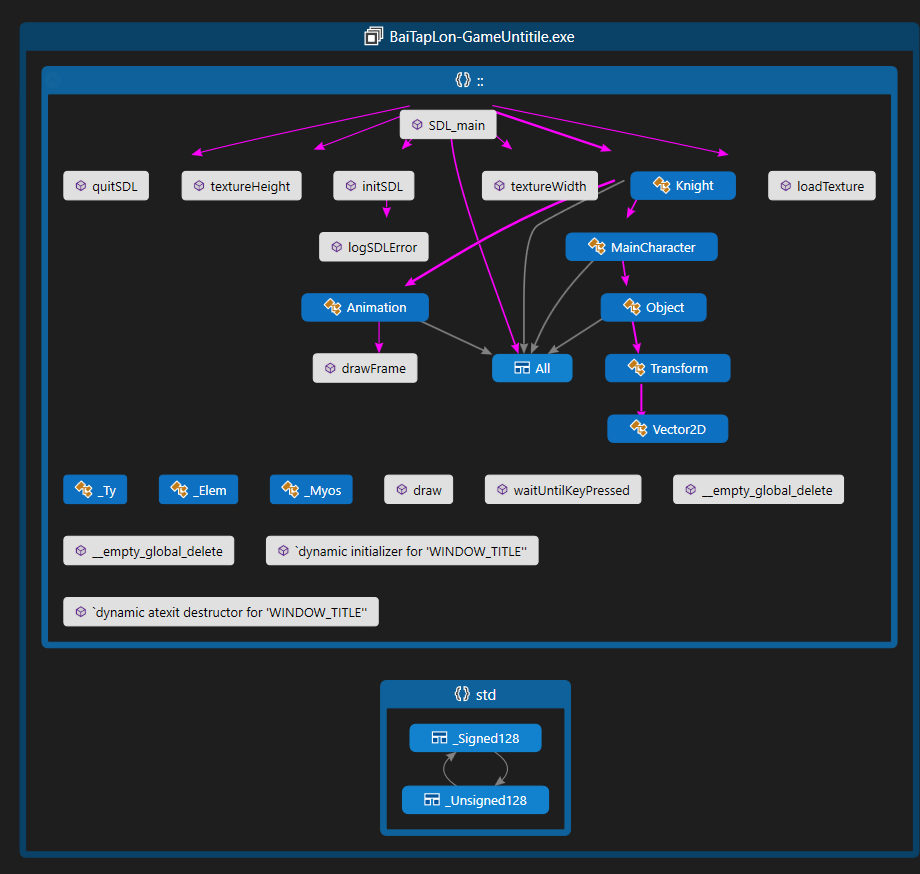 BaiTapLon-GameUntitile.exe
::
SDL_main
quitSDL
textureHeight
initSDL
textureWidth
Knight
loadTexture
logSDLError
MainCharacter
Animation
Object
drawFrame
All
Transform
Vector2D
_Ty
_Elem
_Myos
draw
waitUntilKeyPressed
__empty_global_delete
__empty_global_delete
`dynamic initializer for 'WINDOW_TITLE''
`dynamic atexit destructor for 'WINDOW_TITLE''
std
_Signed128
_Unsigned128